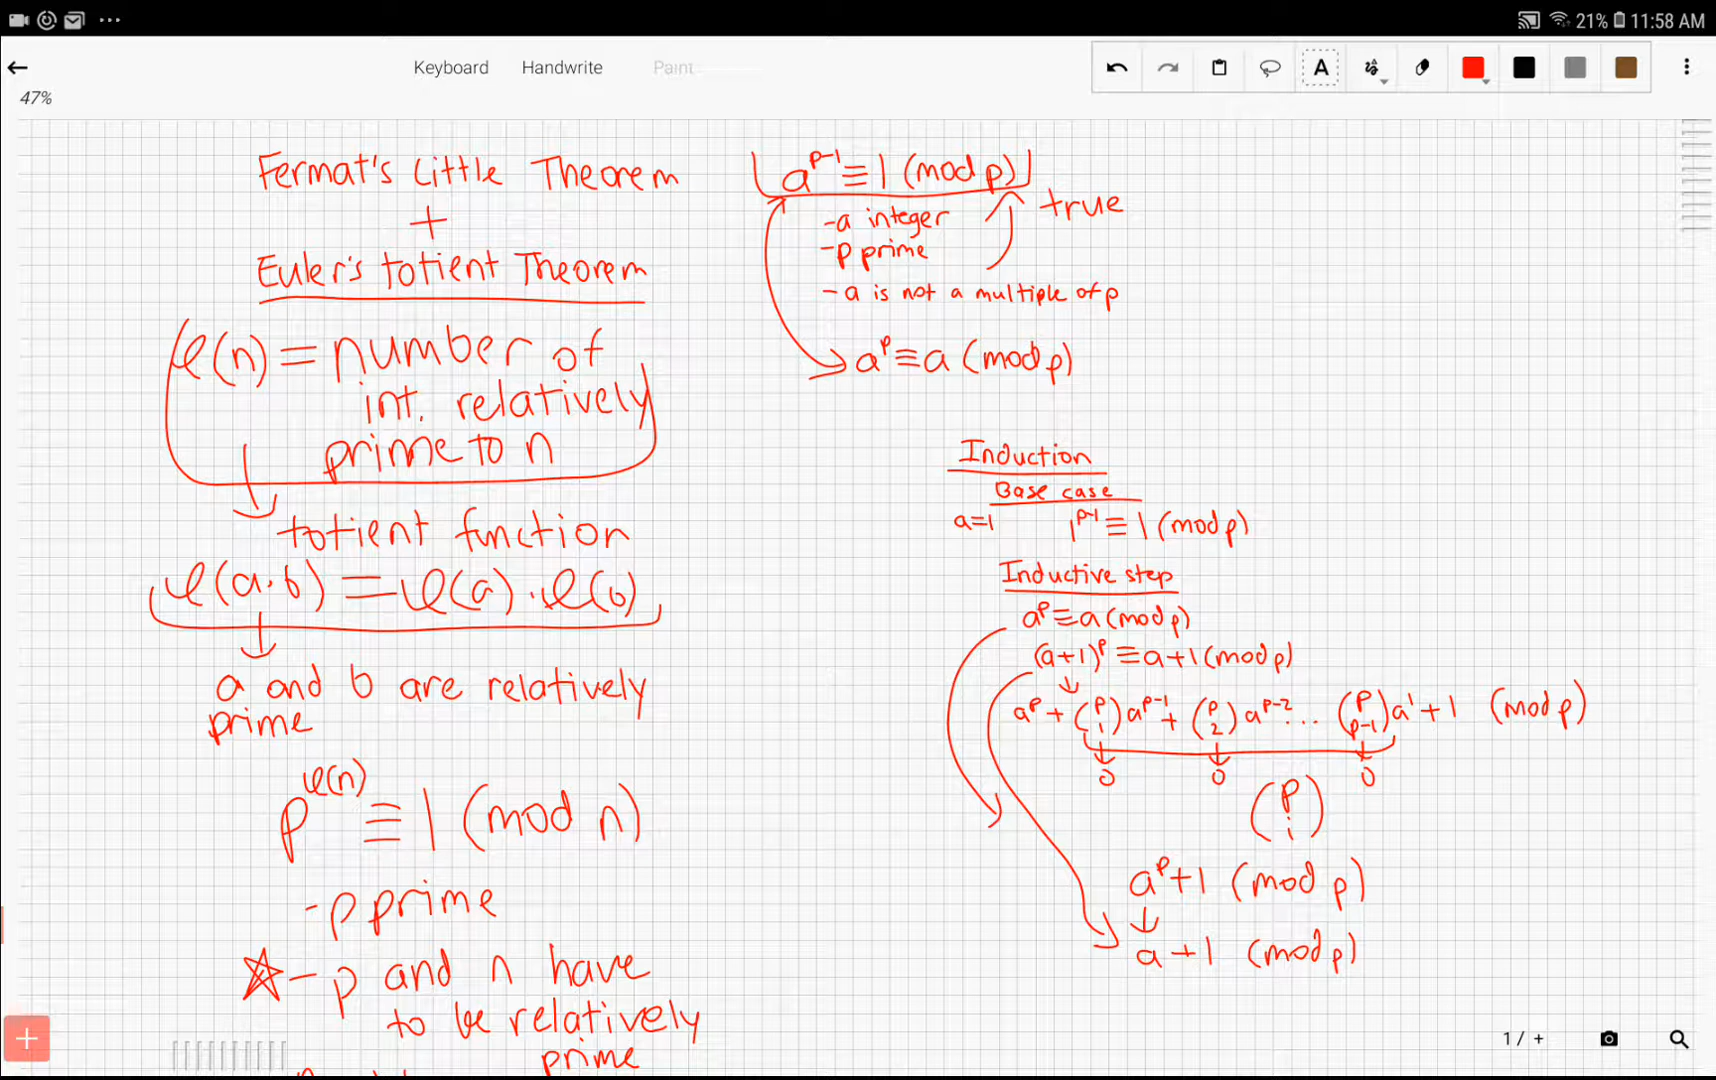 21% 11:58 AM
Keyboard Handwrite Paint
A
47%
Fermat's Little Theorem
+
Euler's totient Theorem
φ(n) = number of
int. relatively
prime to n
totient function
φ(a·b) = φ(a)·φ(b)
a and b are relatively
prime
p^φ(n) ≡ 1 (mod n)
- p prime
- p and n have
to be relatively
prime
a^(p-1) ≡ 1 (mod p)
true
- a integer
- p prime
- a is not a multiple of p
a^p ≡ a (mod p)
Induction
Base case
a=1 1^(p-1) ≡ 1 (mod p)
Inductive step
a^p ≡ a (mod p)
(a+1)^p ≡ a+1 (mod p)
a^p + (p 1) a^(p-1) + (p 2) a^(p-2) ... (p p-1) a^1 + 1 (mod p)
0 0 0
(p i)
a^p + 1 (mod p)
a + 1 (mod p)
1 / +